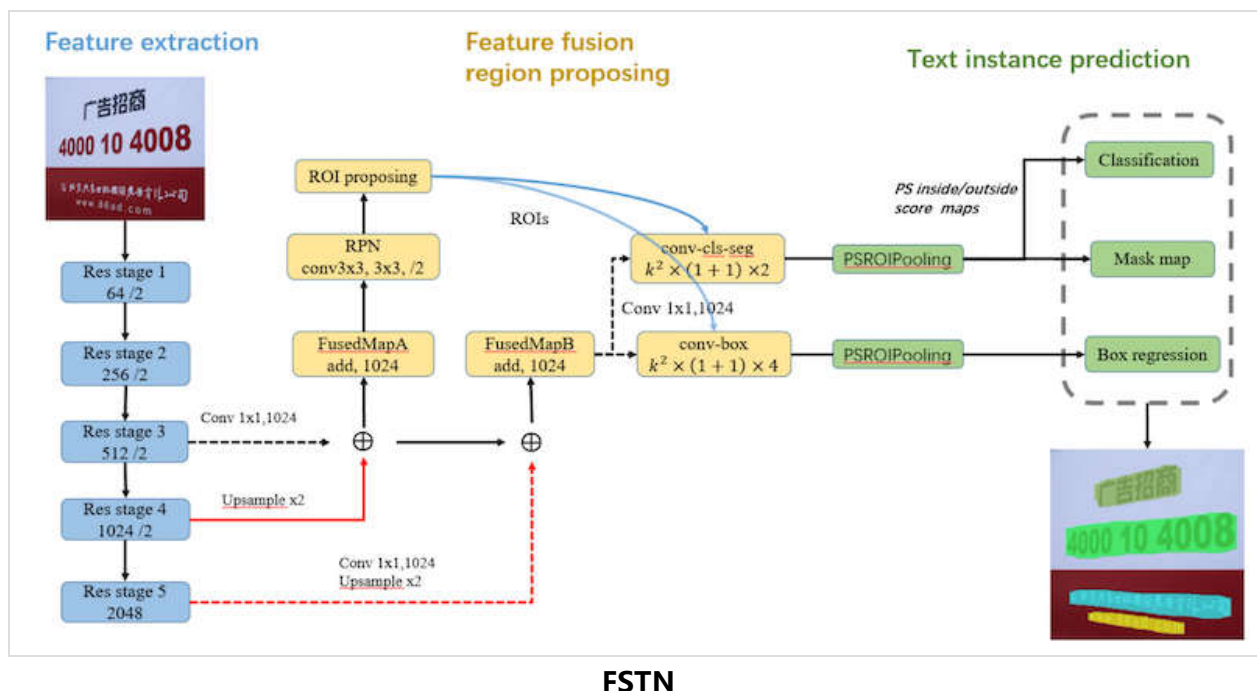 Feature extraction
Feature fusion
region proposing
Text instance prediction
广告招商
4000 10 4008
www.86ad.com
Res stage 1
64 /2
Res stage 2
256 /2
Res stage 3
512 /2
Res stage 4
1024 /2
Res stage 5
2048
Conv 1x1,1024
Upsample x2
Conv 1x1,1024
Upsample x2
ROI proposing
RPN
conv3x3, 3x3, /2
FusedMapA
add, 1024
FusedMapB
add, 1024
ROIs
conv-cls-seg
k² × (1 + 1) ×2
Conv 1x1,1024
conv-box
k² × (1 + 1) × 4
PSROIPooling
PSROIPooling
PS inside/outside
score maps
Classification
Mask map
Box regression
广告招商
4000 10 4008
FSTN